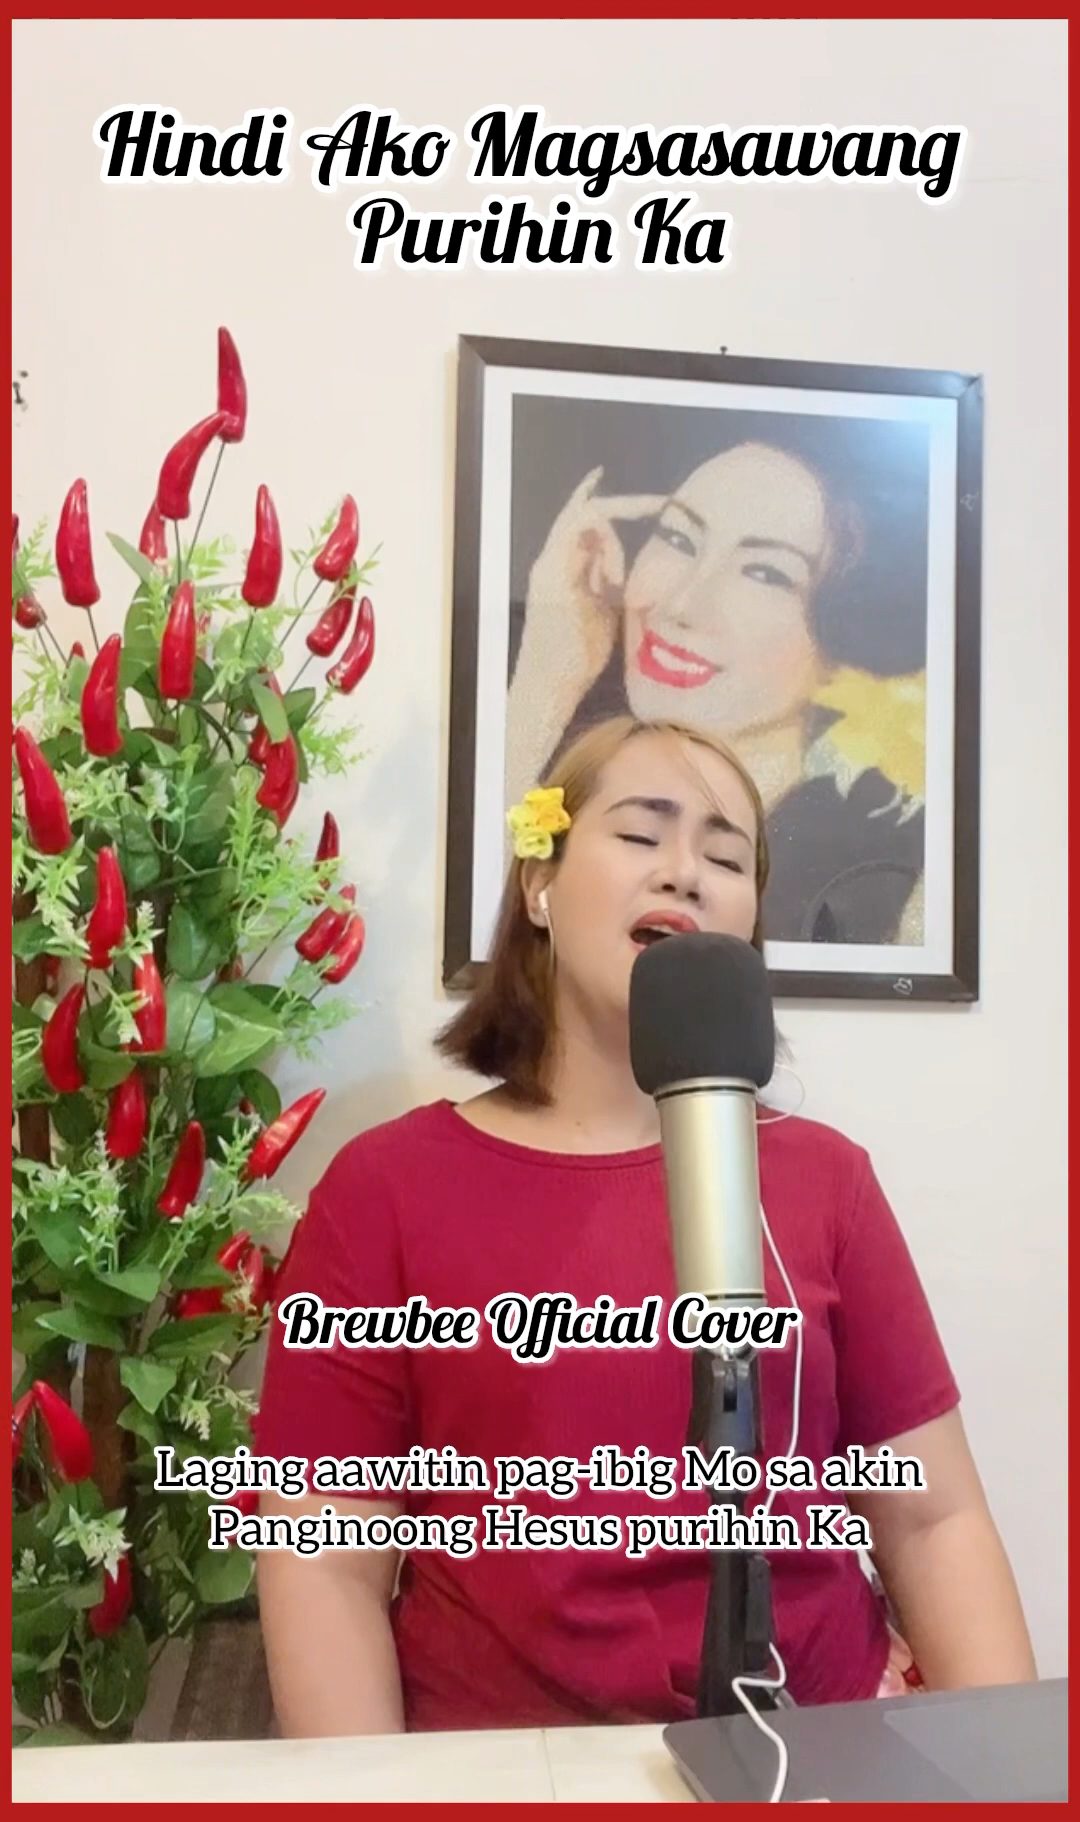 Hindi Ako Magsasawang
Purihin Ka
Brewbee Official Cover
Laging aawitin pag-ibig Mo sa akin
Panginoong Hesus purihin Ka